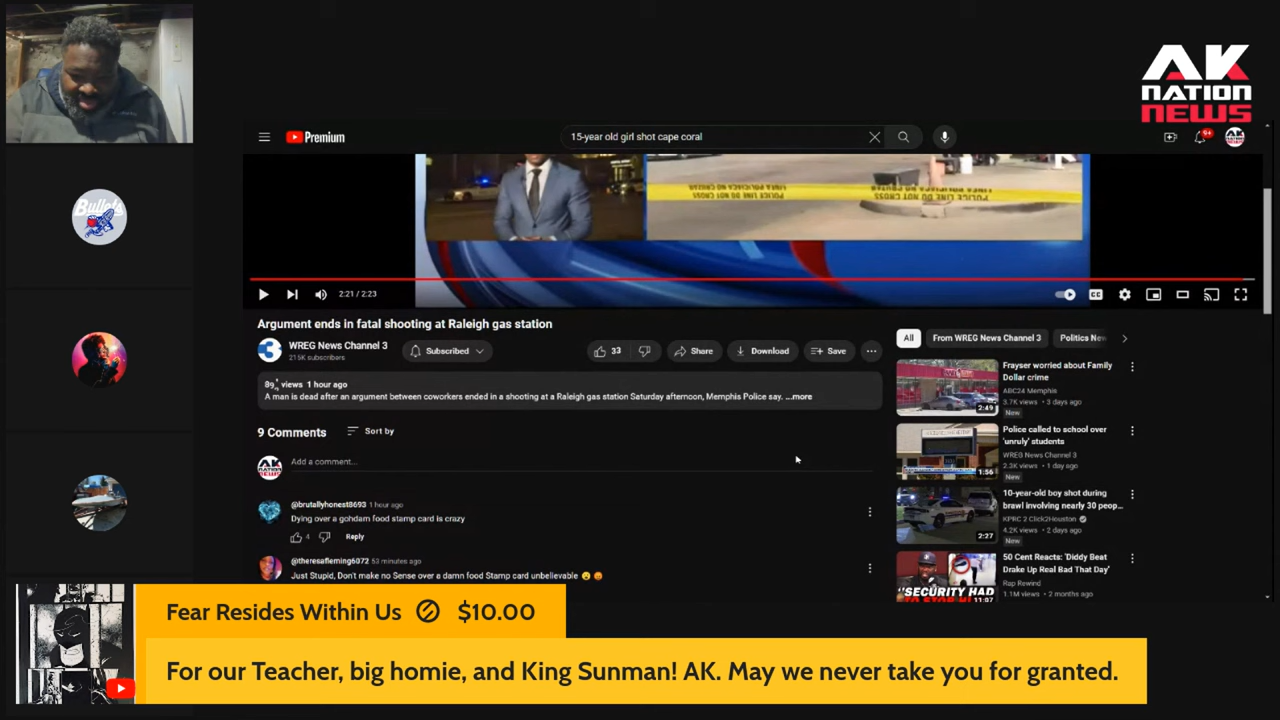 AK
NATION
NEWS
Premium
15-year old girl shot cape coral
9+
POLICE LINE DO NOT CROSS
Bullets
2:21 / 2:23
CC
Argument ends in fatal shooting at Raleigh gas station
WREG News Channel 3
215K subscribers
Subscribed
33
Share
Download
Save
views 1 hour ago
A man is dead after an argument between coworkers ended in a shooting at a Raleigh gas station Saturday afternoon, Memphis Police say. ...more
9 Comments
Sort by
Add a comment...
@brutallyhonest8693 1 hour ago
Dying over a gohdam food stamp card is crazy
4
Reply
@theresafleming6072 53 minutes ago
Just Stupid, Don't make no Sense over a damn food Stamp card unbelievable 😮 😡
All
From WREG News Channel 3
Politics New
Frayser worried about Family
Dollar crime
ABC24 Memphis
3.7K views • 3 days ago
New
2:49
Police called to school over
'unruly' students
WREG News Channel 3
2.3K views • 1 day ago
New
1:56
10-year-old boy shot during
brawl involving nearly 30 peop...
KPRC 2 Click2Houston
4.2K views • 2 days ago
New
2:27
50 Cent Reacts: 'Diddy Beat
Drake Up Real Bad That Day'
Rap Rewind
1.1M views • 2 months ago
"SECURITY HAD
11:07
Fear Resides Within Us $10.00
For our Teacher, big homie, and King Sunman! AK. May we never take you for granted.